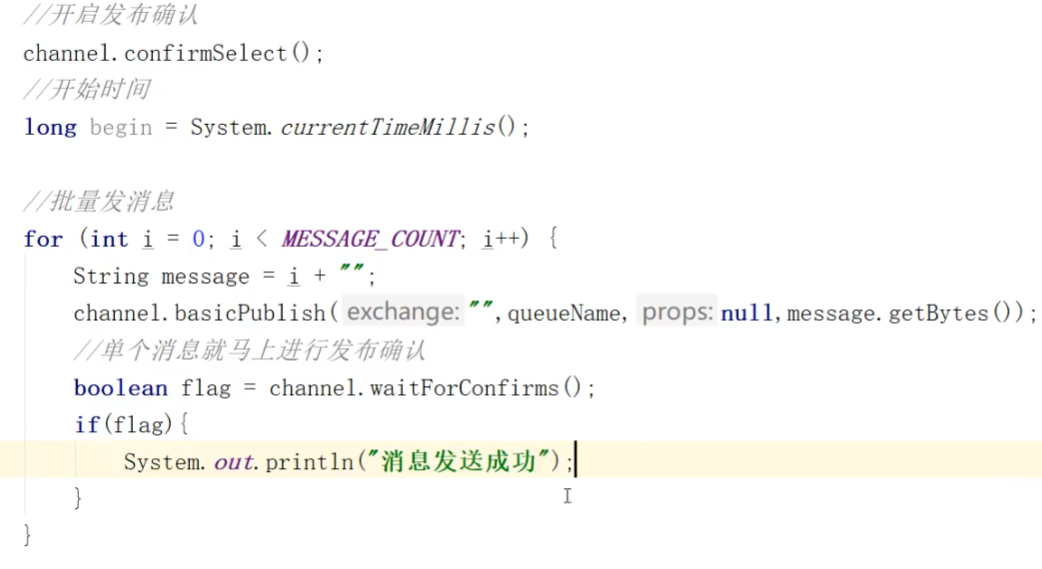 //开启发布确认
channel.confirmSelect();
//开始时间
long begin = System.currentTimeMillis();
//批量发消息
for (int i = 0; i < MESSAGE_COUNT; i++) {
String message = i + "";
channel.basicPublish( exchange: "",queueName, props: null,message.getBytes());
//单个消息就马上进行发布确认
boolean flag = channel.waitForConfirms();
if(flag){
System.out.println("消息发送成功");
}
}